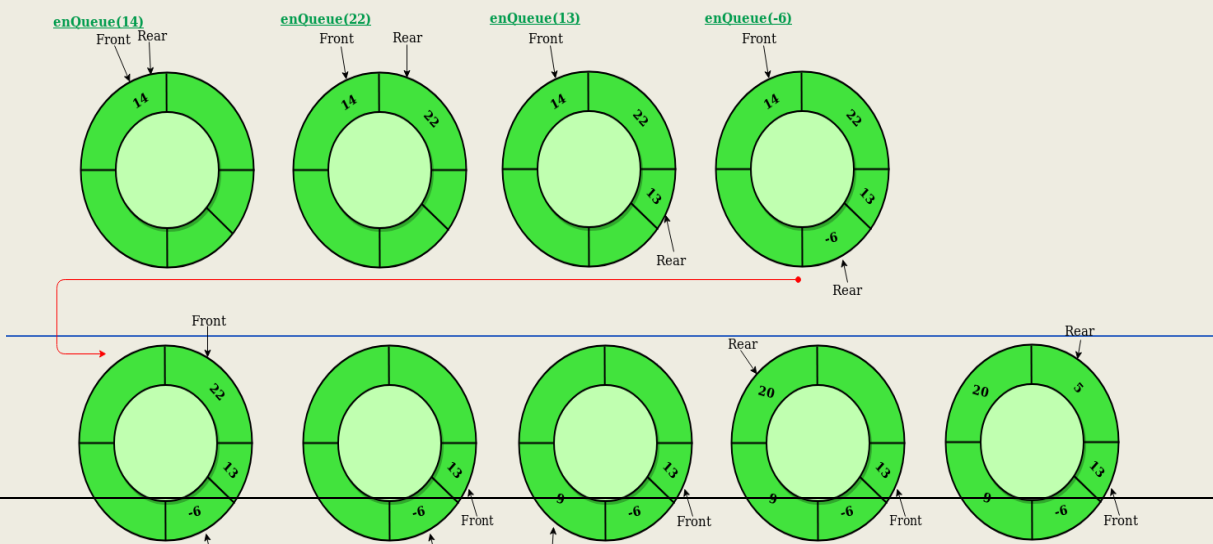 enQueue(14)
enQueue(22)
enQueue(13)
enQueue(-6)
Front
Rear
Front
Rear
Front
Front
14
14
22
14
22
14
22
13
13
-6
Rear
Rear
Front
Rear
Rear
22
20
20
5
13
13
13
13
13
9
9
9
-6
-6
-6
-6
-6
Front
Front
Front
Front